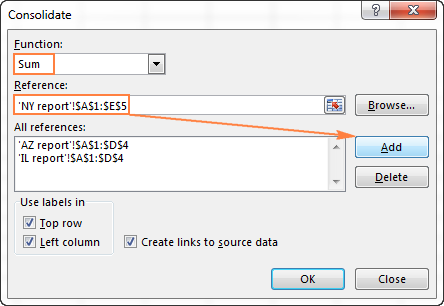 Consolidate
Function:
Sum
Reference:
'NY report'!$A$1:$E$5
Browse...
All references:
'AZ report'!$A$1:$D$4
'IL report'!$A$1:$D$4
Add
Delete
Use labels in
Top row
Left column
Create links to source data
OK
Close